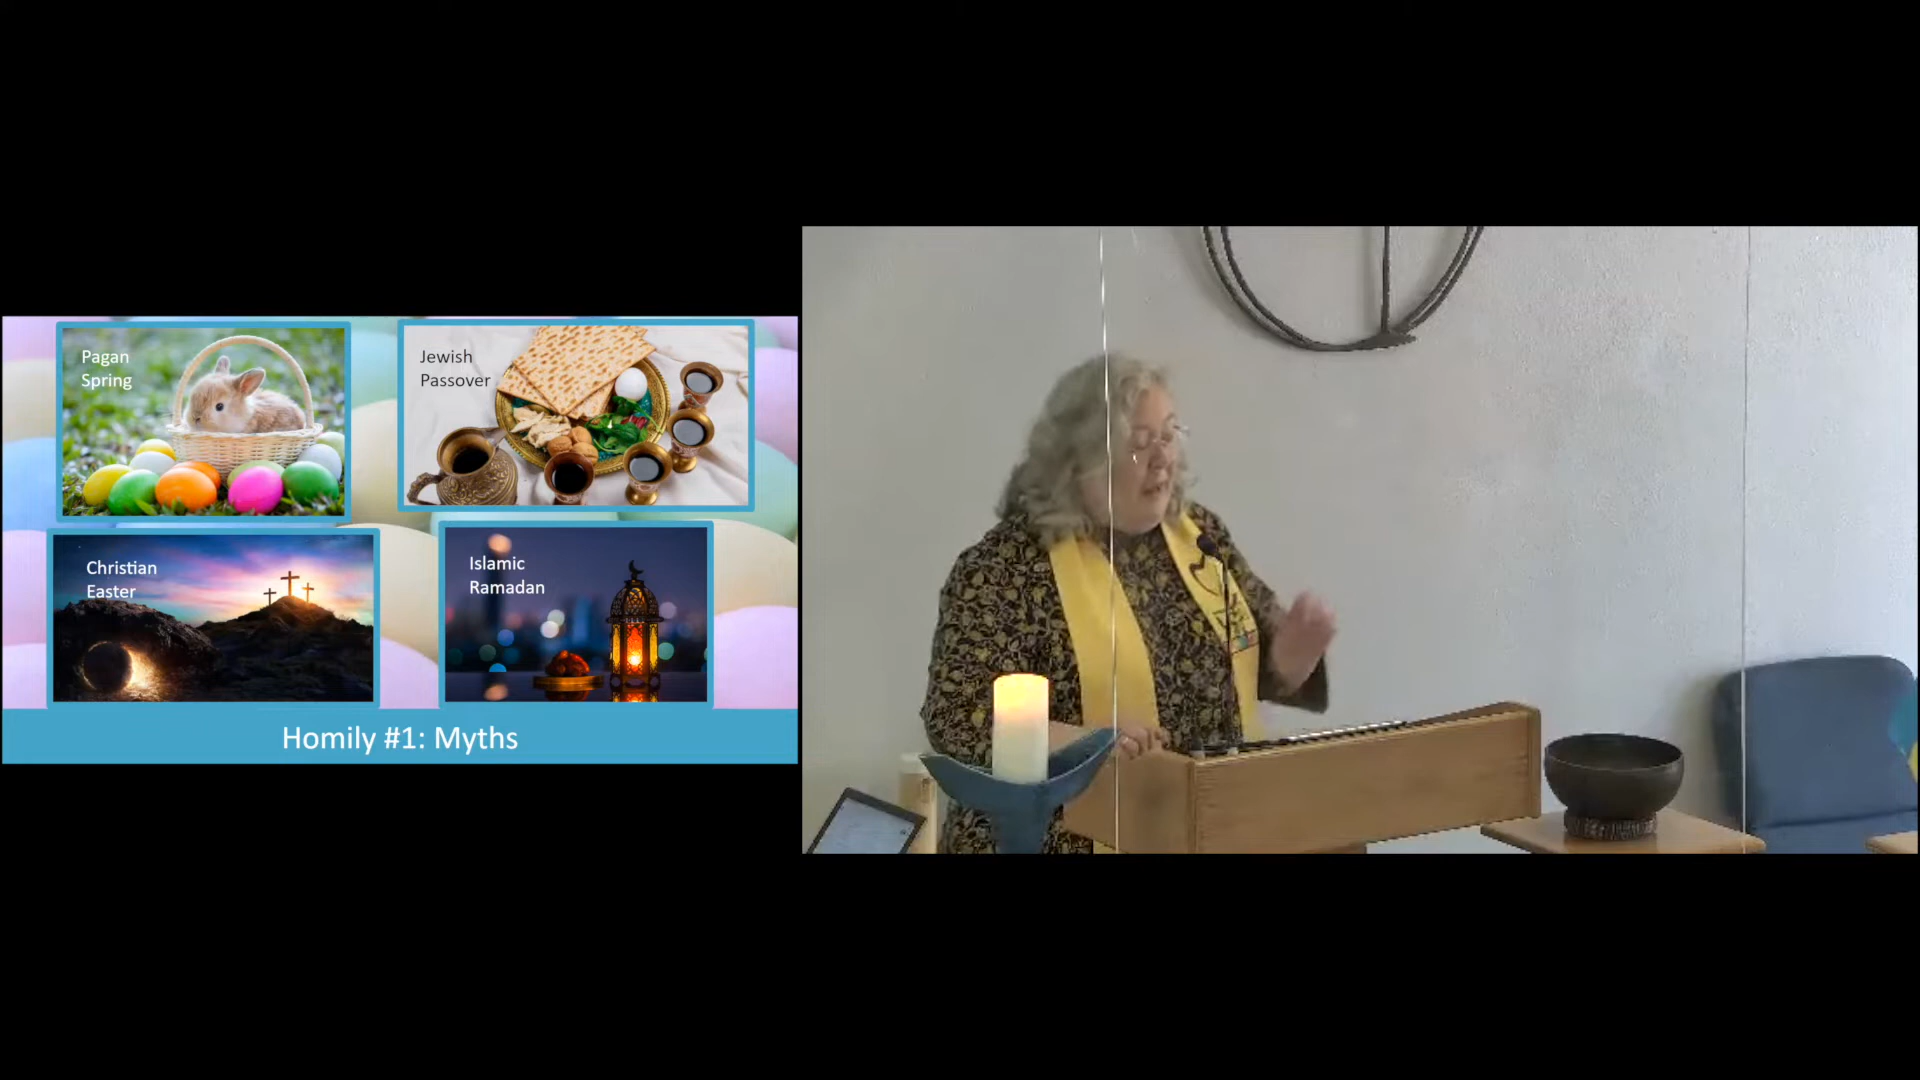 Pagan
Spring
Jewish
Passover
Christian
Easter
Islamic
Ramadan
Homily #1: Myths